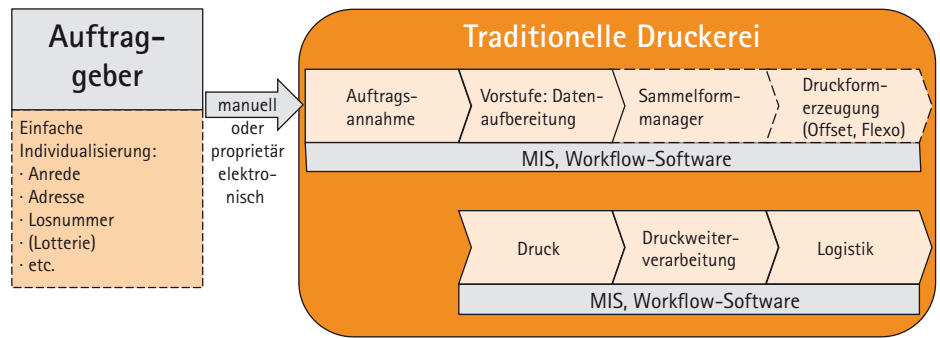 Auftrag-
geber
Einfache
Individualisierung:
· Anrede
· Adresse
· Losnummer
· (Lotterie)
· etc.
manuell
oder
proprietär
elektro-
nisch
Traditionelle Druckerei
Auftrags-
annahme
Vorstufe: Daten-
aufbereitung
Sammelform-
manager
Druckform-
erzeugung
(Offset, Flexo)
MIS, Workflow-Software
Druck
Druckweiter-
verarbeitung
Logistik
MIS, Workflow-Software